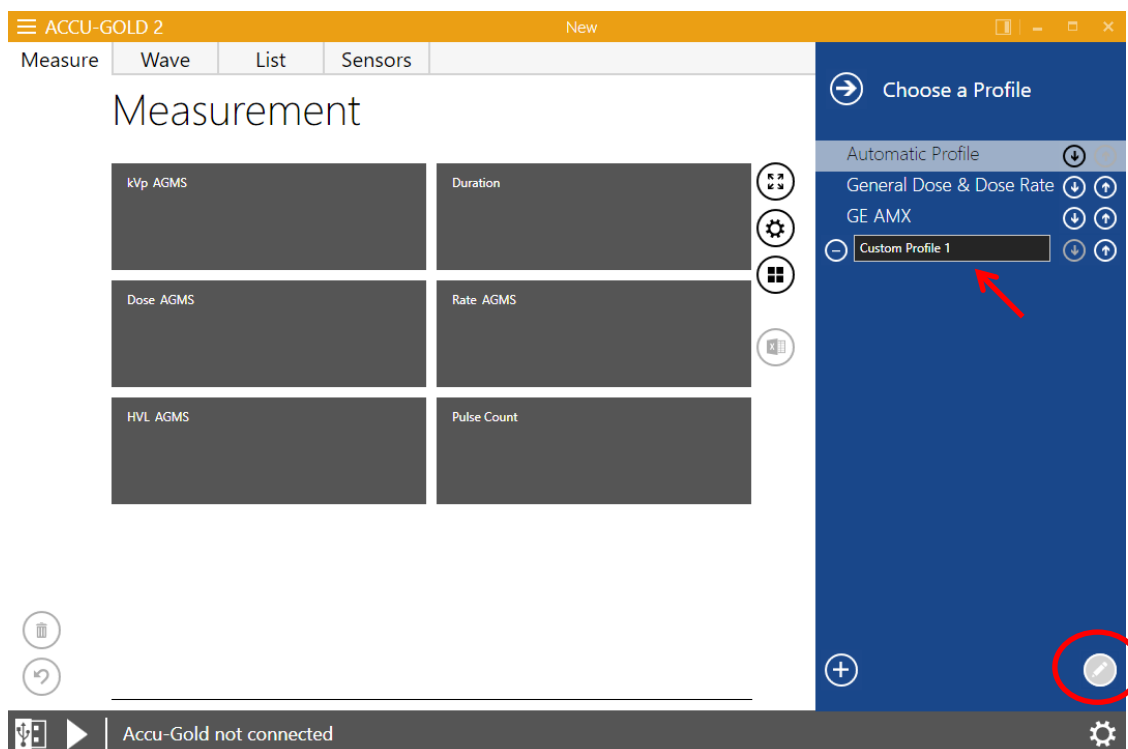 ACCU-GOLD 2
New
Measure Wave List Sensors
Measurement
kVp AGMS
Duration
Dose AGMS
Rate AGMS
HVL AGMS
Pulse Count
Choose a Profile
Automatic Profile
General Dose & Dose Rate
GE AMX
Custom Profile 1
Accu-Gold not connected